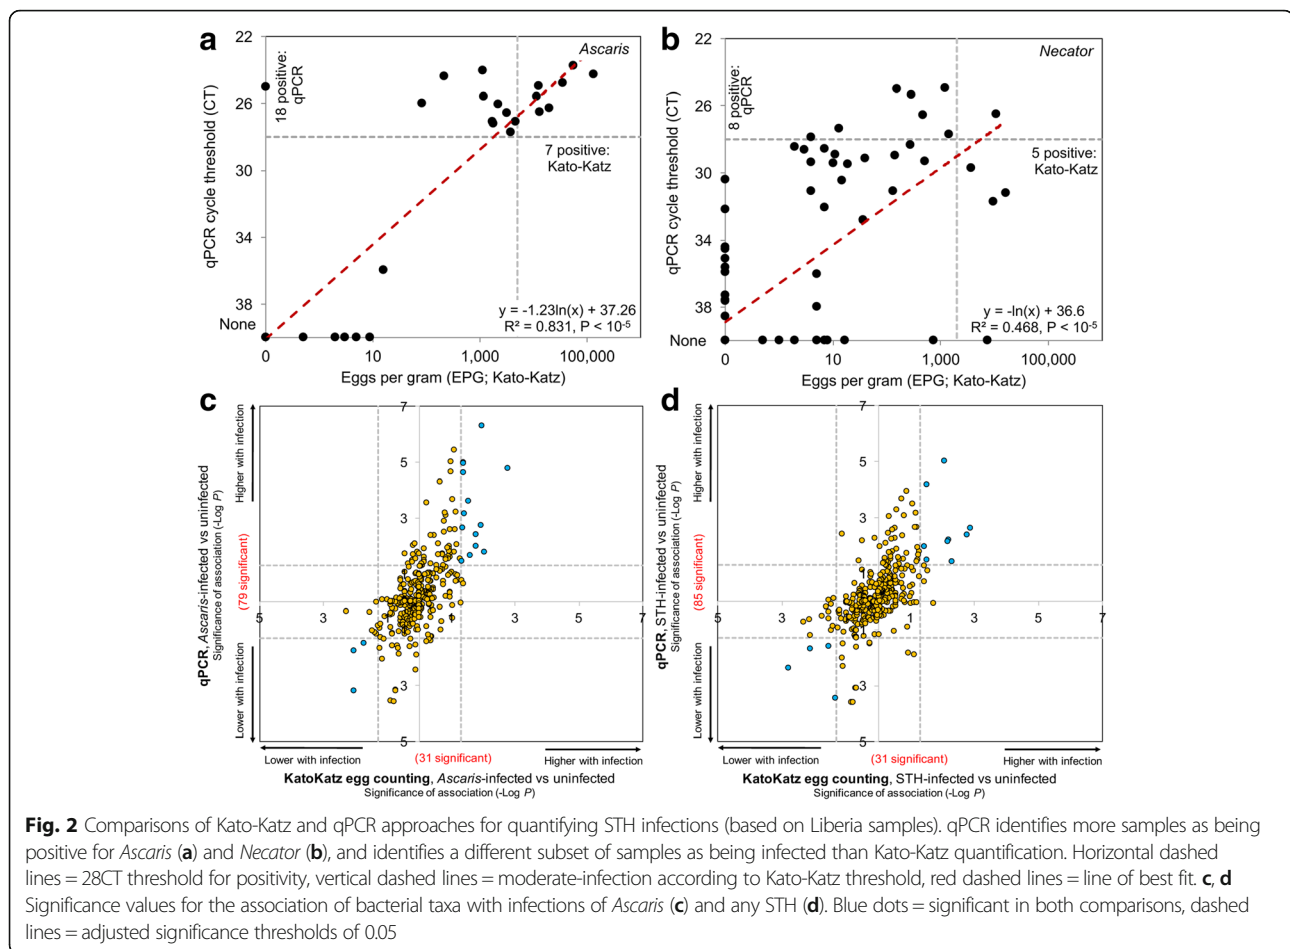 a
22
26
30
34
38
None
qPCR cycle threshold (CT)
18 positive:
qPCR
Ascaris
7 positive:
Kato-Katz
y = -1.23ln(x) + 37.26
R² = 0.831, P < 10⁻⁵
0
10
1,000
100,000
Eggs per gram (EPG; Kato-Katz)
b
22
26
30
34
38
None
qPCR cycle threshold (CT)
8 positive:
qPCR
Necator
5 positive:
Kato-Katz
y = -ln(x) + 36.6
R² = 0.468, P < 10⁻⁵
0
10
1,000
100,000
Eggs per gram (EPG; Kato-Katz)
c
qPCR, Ascaris-infected vs uninfected
Significance of association (-Log P)
(79 significant)
Higher with infection
Lower with infection
7
5
3
1
3
5
5
3
1
3
5
7
Lower with infection
(31 significant)
Higher with infection
KatoKatz egg counting, Ascaris-infected vs uninfected
Significance of association (-Log P)
d
qPCR, STH-infected vs uninfected
Significance of association (-Log P)
(85 significant)
Higher with infection
Lower with infection
7
5
3
1
3
5
5
3
1
1
3
5
7
Lower with infection
(31 significant)
Higher with infection
KatoKatz egg counting, STH-infected vs uninfected
Significance of association (-Log P)
Fig. 2 Comparisons of Kato-Katz and qPCR approaches for quantifying STH infections (based on Liberia samples). qPCR identifies more samples as being
positive for Ascaris (a) and Necator (b), and identifies a different subset of samples as being infected than Kato-Katz quantification. Horizontal dashed
lines = 28CT threshold for positivity, vertical dashed lines = moderate-infection according to Kato-Katz threshold, red dashed lines = line of best fit. c, d
Significance values for the association of bacterial taxa with infections of Ascaris (c) and any STH (d). Blue dots = significant in both comparisons, dashed
lines = adjusted significance thresholds of 0.05